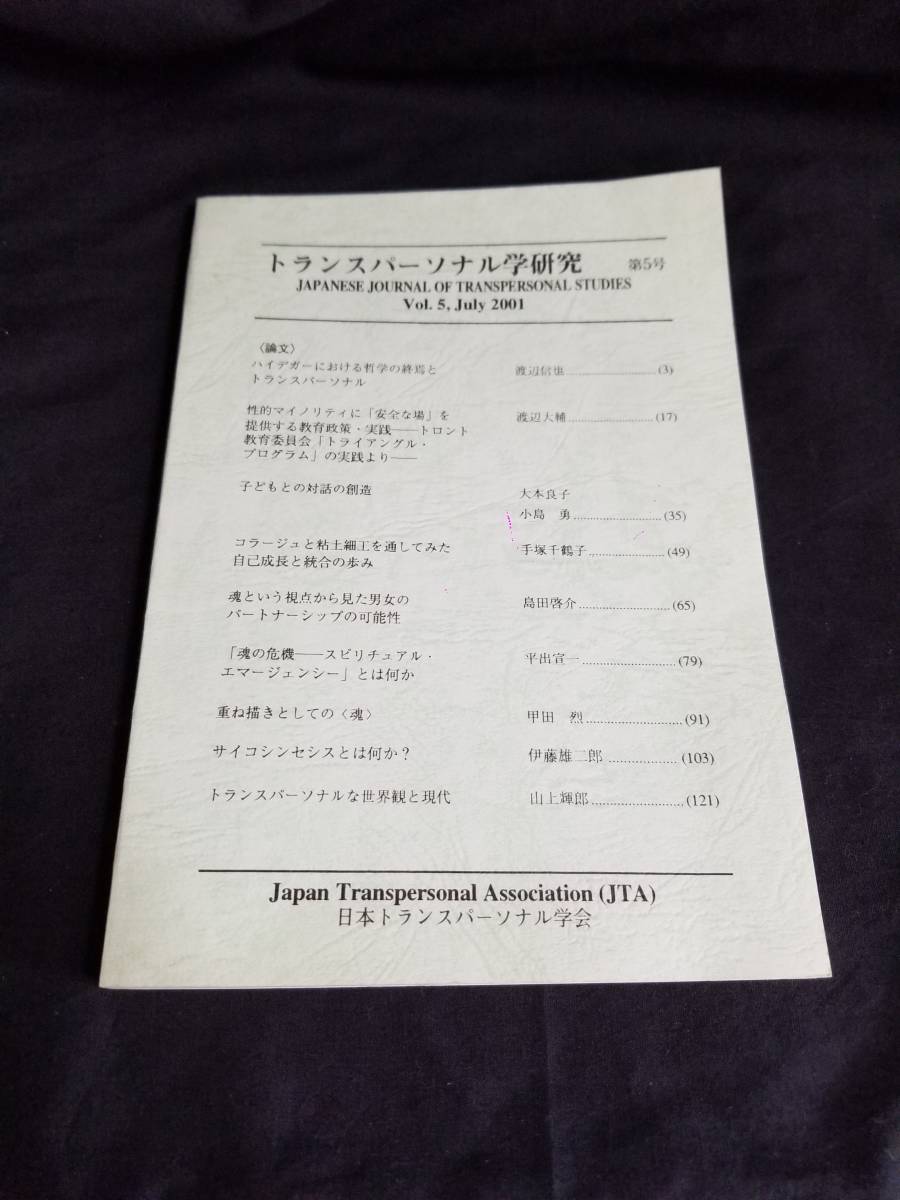 トランスパーソナル学研究 第5号
JAPANESE JOURNAL OF TRANSPERSONAL STUDIES
Vol. 5, July 2001
〈論文〉
ハイデガーにおける哲学の終焉と
トランスパーソナル 渡辺信也……………(3)
性的マイノリティに「安全な場」を
提供する教育政策・実践――トロント 渡辺大輔……………(17)
教育委員会「トライアングル・
プログラム」の実践より――
子どもとの対話の創造 大本良子
小島 勇……………(35)
コラージュと粘土細工を通してみた 手塚千鶴子……………(49)
自己成長と統合の歩み
魂という視点から見た男女の 島田啓介……………(65)
パートナーシップの可能性
「魂の危機――スピリチュアル・ 平出宣一……………(79)
エマージェンシー」とは何か
重ね描きとしての〈魂〉 甲田 烈……………(91)
サイコシンセシスとは何か？ 伊藤雄二郎……………(103)
トランスパーソナルな世界観と現代 山上輝郎……………(121)
Japan Transpersonal Association (JTA)
日本トランスパーソナル学会